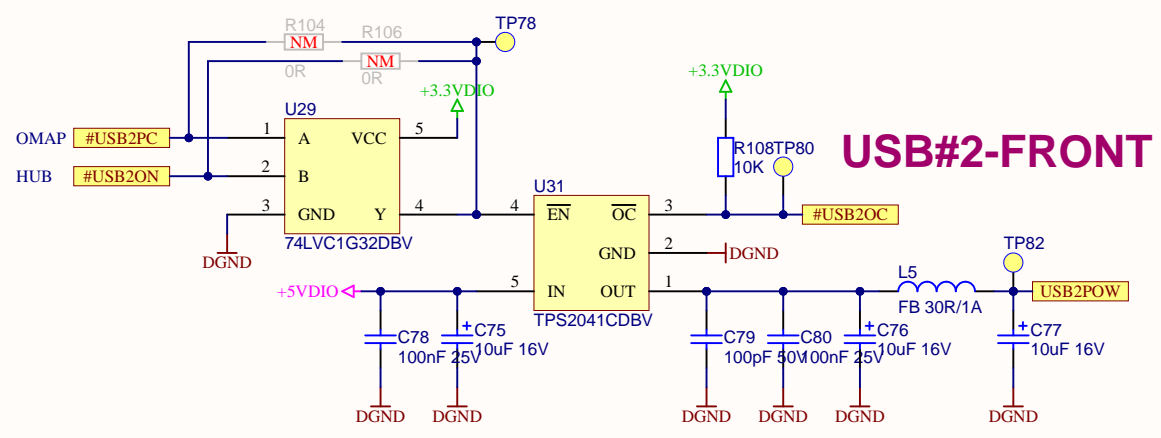 TP78
R104
R106
NM
NM
0R
0R
+3.3VDIO
+3.3VDIO
U29
OMAP #USB2PC 1 A VCC 5
R108 TP80
10K
USB#2-FRONT
HUB #USB2ON 2 B
U31
3 GND Y 4
4 EN OC 3 #USB2OC
74LVC1G32DBV
DGND
GND 2 DGND
TP82
+5VDIO 5 IN OUT 1
L5
FB 30R/1A
USB2POW
TPS2041CDBV
C78
100nF 25V
+ C75
10uF 16V
C79
100pF 50V
C80
100nF 25V
+ C76
10uF 16V
+ C77
10uF 16V
DGND DGND DGND DGND DGND DGND